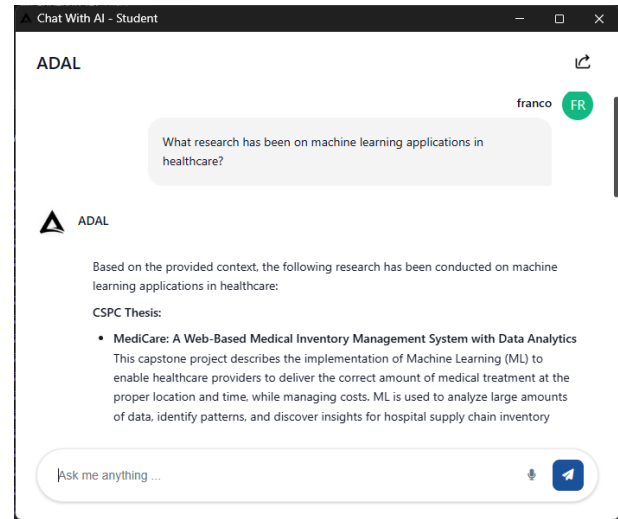 Chat With AI - Student
ADAL
franco
FR
What research has been on machine learning applications in
healthcare?
ADAL
Based on the provided context, the following research has been conducted on machine
learning applications in healthcare:
CSPC Thesis:
• MediCare: A Web-Based Medical Inventory Management System with Data Analytics
This capstone project describes the implementation of Machine Learning (ML) to
enable healthcare providers to deliver the correct amount of medical treatment at the
proper location and time, while managing costs. ML is used to analyze large amounts
of data, identify patterns, and discover insights for hospital supply chain inventory
Ask me anything ...